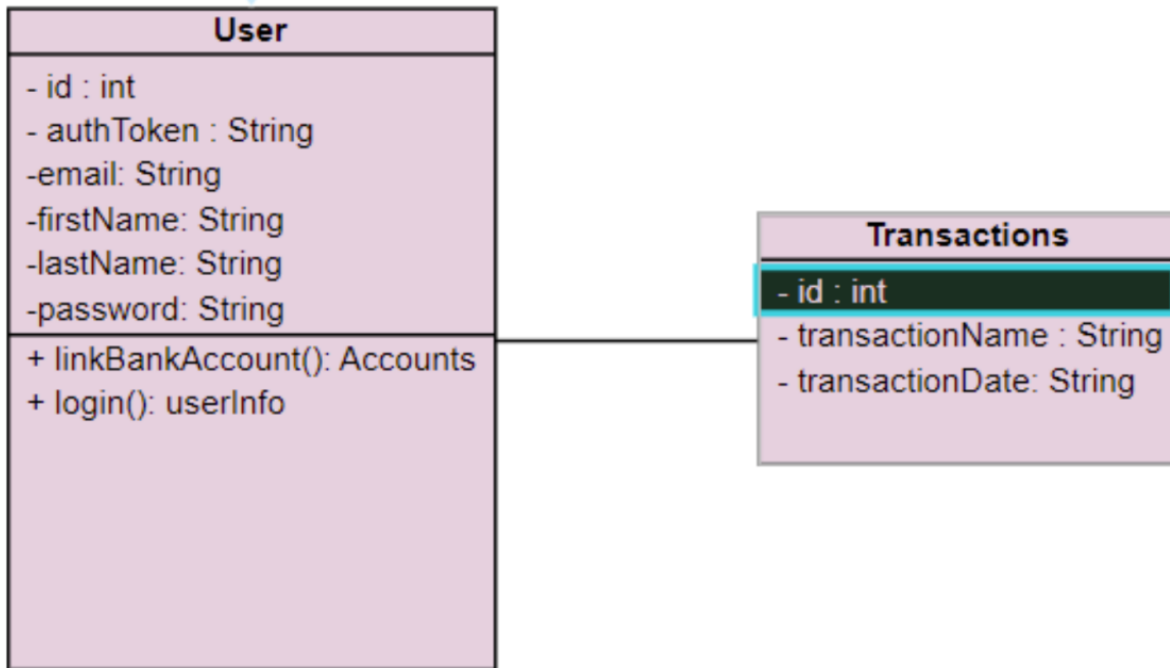 User
- id : int
- authToken : String
-email: String
-firstName: String
-lastName: String
-password: String
+ linkBankAccount(): Accounts
+ login(): userInfo
Transactions
- id : int
- transactionName : String
- transactionDate: String